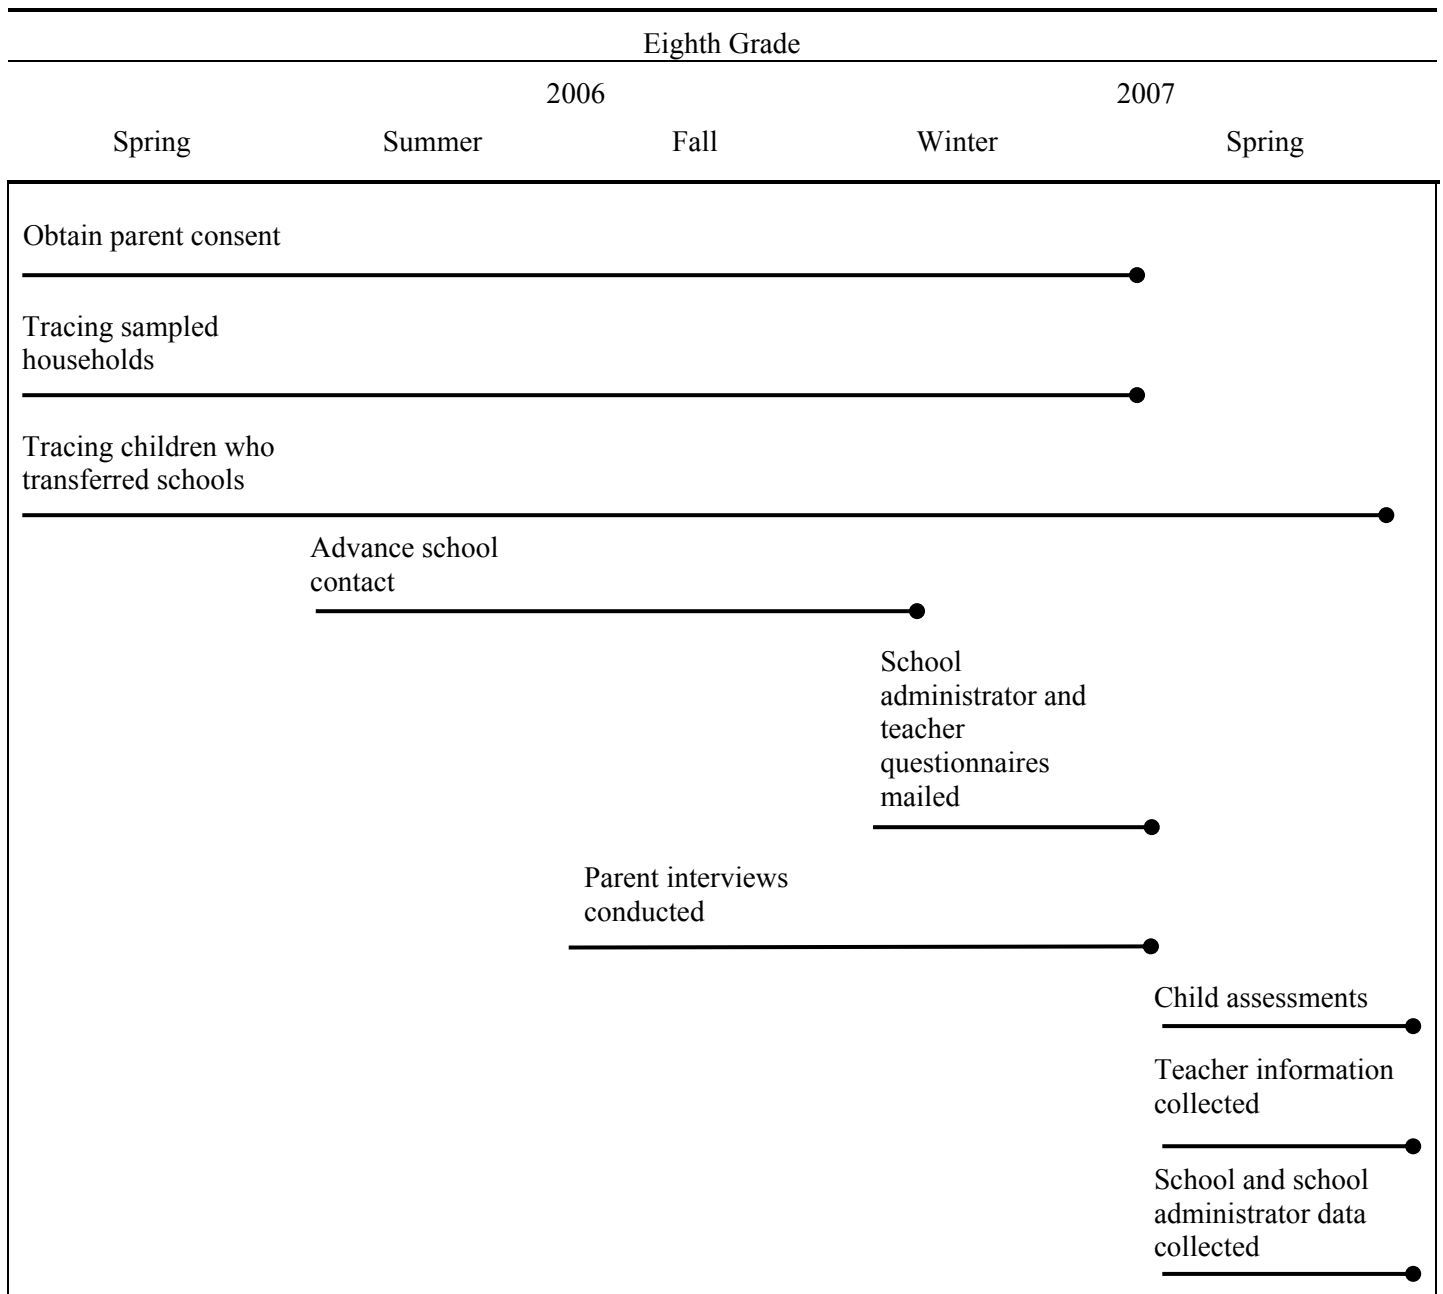 Eighth Grade
2006 2007
Spring Summer Fall Winter Spring
Obtain parent consent
Tracing sampled
households
Tracing children who
transferred schools
Advance school
contact
School
administrator and
teacher
questionnaires
mailed
Parent interviews
conducted
Child assessments
Teacher information
collected
School and school
administrator data
collected